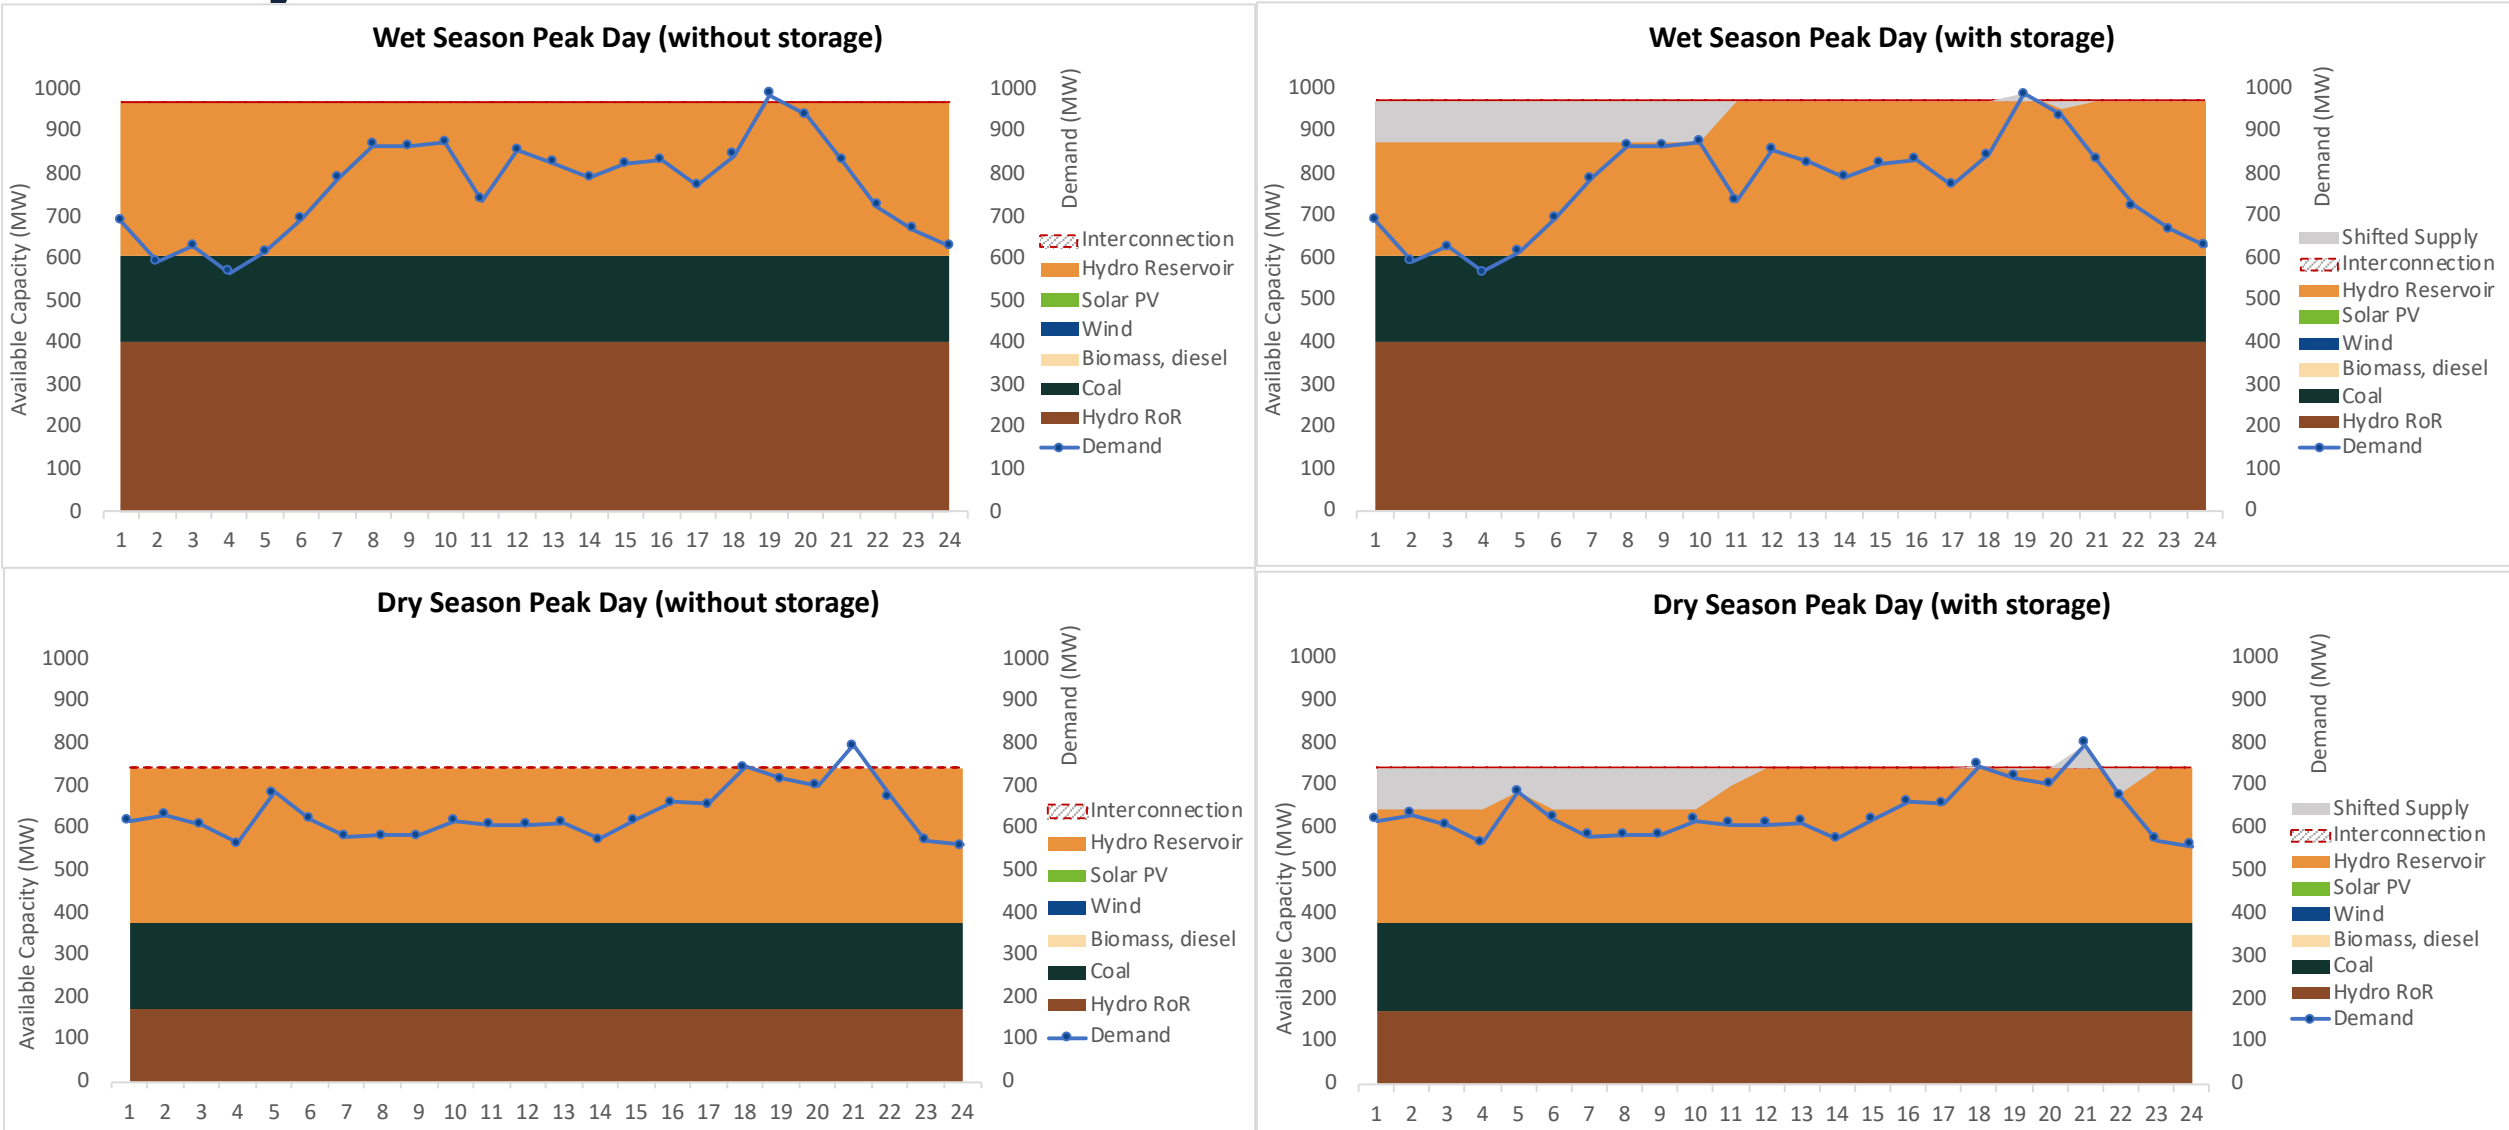 Wet Season Peak Day (without storage)
Available Capacity (MW)
1000
900
800
700
600
500
400
300
200
100
0
1 2 3 4 5 6 7 8 9 10 11 12 13 14 15 16 17 18 19 20 21 22 23 24
1000
900
800
700
600
500
400
300
200
100
0
Demand (MW)
Interconnection
Hydro Reservoir
Solar PV
Wind
Biomass, diesel
Coal
Hydro RoR
Demand
Wet Season Peak Day (with storage)
Available Capacity (MW)
1000
900
800
700
600
500
400
300
200
100
0
1 2 3 4 5 6 7 8 9 10 11 12 13 14 15 16 17 18 19 20 21 22 23 24
1000
900
800
700
600
500
400
300
200
100
0
Demand (MW)
Shifted Supply
Interconnection
Hydro Reservoir
Solar PV
Wind
Biomass, diesel
Coal
Hydro RoR
Demand
Dry Season Peak Day (without storage)
Available Capacity (MW)
1000
900
800
700
600
500
400
300
200
100
0
1 2 3 4 5 6 7 8 9 10 11 12 13 14 15 16 17 18 19 20 21 22 23 24
1000
900
800
700
600
500
400
300
200
100
0
Demand (MW)
Interconnection
Hydro Reservoir
Solar PV
Wind
Biomass, diesel
Coal
Hydro RoR
Demand
Dry Season Peak Day (with storage)
Available Capacity (MW)
1000
900
800
700
600
500
400
300
200
100
0
1 2 3 4 5 6 7 8 9 10 11 12 13 14 15 16 17 18 19 20 21 22 23 24
1000
900
800
700
600
500
400
300
200
100
0
Demand (MW)
Shifted Supply
Interconnection
Hydro Reservoir
Solar PV
Wind
Biomass, diesel
Coal
Hydro RoR
Demand